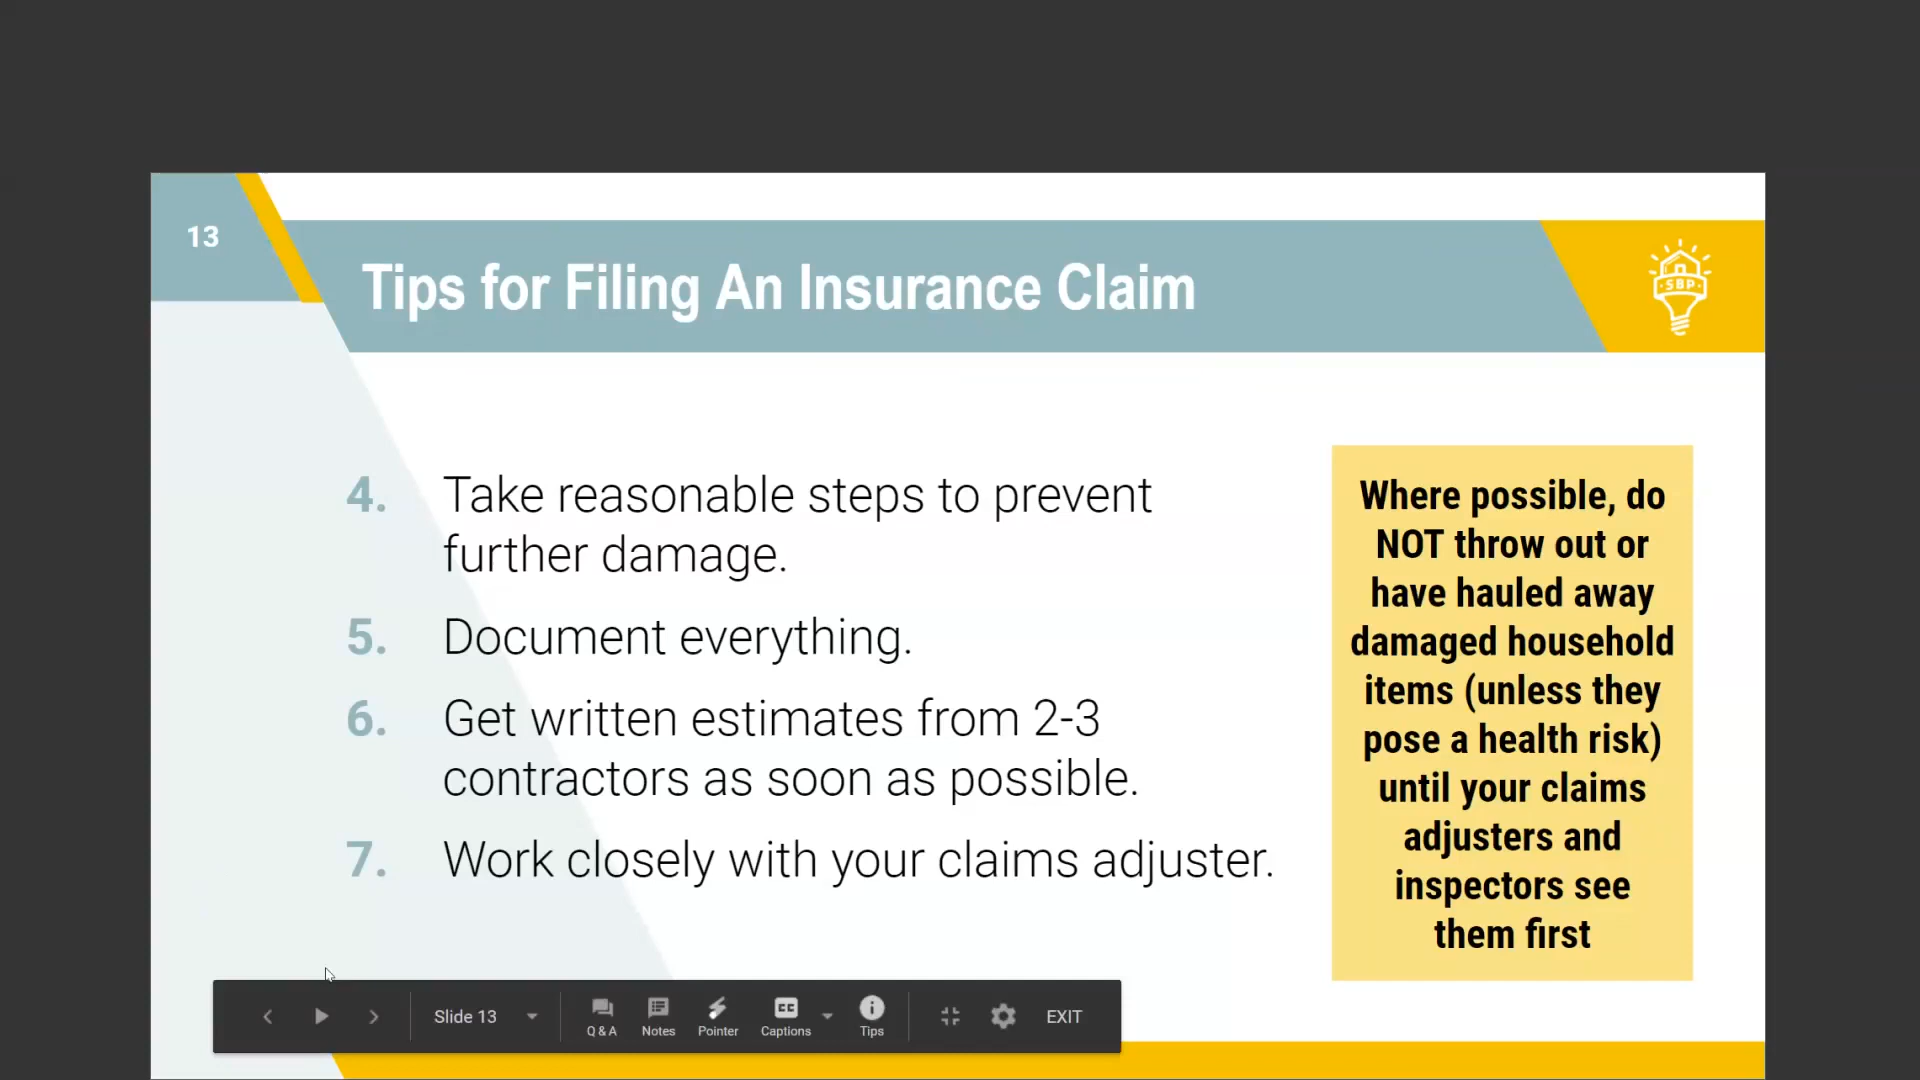 13
Tips for Filing An Insurance Claim
SBP
4. Take reasonable steps to prevent
further damage.
5. Document everything.
6. Get written estimates from 2-3
contractors as soon as possible.
7. Work closely with your claims adjuster.
Where possible, do
NOT throw out or
have hauled away
damaged household
items (unless they
pose a health risk)
until your claims
adjusters and
inspectors see
them first
Slide 13
Q & A
Notes
Pointer
CC
Captions
Tips
EXIT